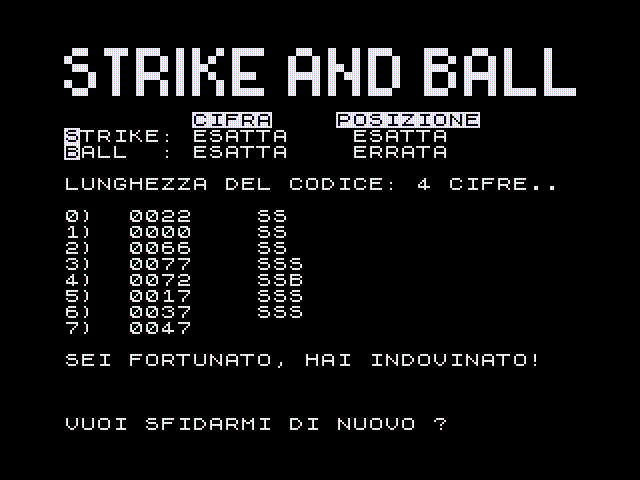 STRIKE AND BALL
CIFRA POSIZIONE
STRIKE: ESATTA ESATTA
BALL : ESATTA ERRATA
LUNGHEZZA DEL CODICE: 4 CIFRE..
0) 0022 SS
1) 0000 SS
2) 0066 SS
3) 0077 SSS
4) 0072 SSB
5) 0017 SSS
6) 0037 SSS
7) 0047
SEI FORTUNATO, HAI INDOVINATO!
VUOI SFIDARMI DI NUOVO ?